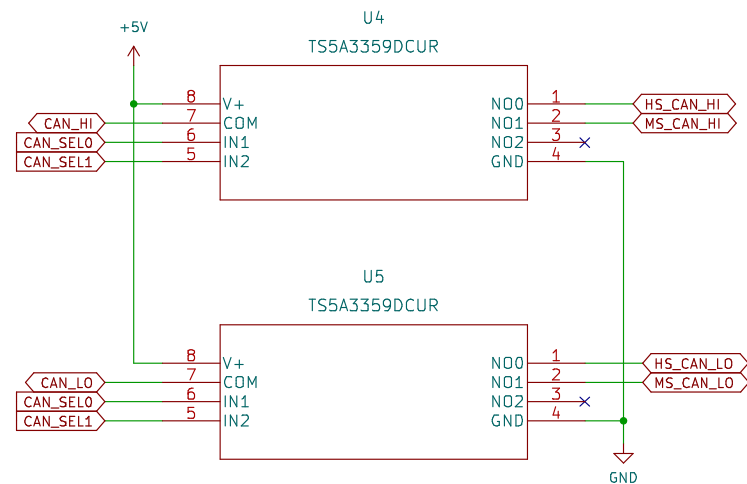 U4
+5V
TS5A3359DCUR
8 V+ NO0 1 HS_CAN_HI
CAN_HI 7 COM NO1 2 MS_CAN_HI
CAN_SEL0 6 IN1 NO2 3
CAN_SEL1 5 IN2 GND 4
U5
TS5A3359DCUR
8 V+ NO0 1 HS_CAN_LO
CAN_LO 7 COM NO1 2 MS_CAN_LO
CAN_SEL0 6 IN1 NO2 3
CAN_SEL1 5 IN2 GND 4
GND